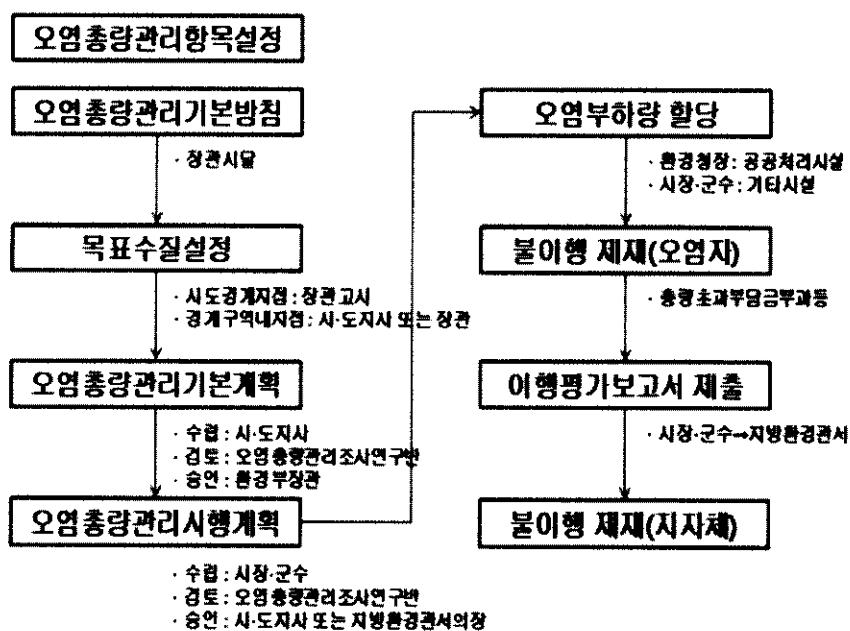 오염총량관리항목설정
오염총량관리기본방침
· 장관시달
목표수질설정
· 시도경계지점 : 장관고시
· 경계구역내지점 : 시·도지사 또는 장관
오염총량관리기본계획
· 수립 : 시·도지사
· 검토 : 오염총량관리조사연구반
· 승인 : 환경부장관
오염총량관리시행계획
· 수립 : 시장·군수
· 검토 : 오염총량관리조사연구반
· 승인 : 시·도지사 또는 지방환경관서의장
오염부하량 할당
· 환경청장: 공공처리시설
· 시장·군수 : 기타시설
불이행 제재(오염자)
· 총량초과부담금부과등
이행평가보고서 제출
· 시장·군수→지방환경관서
불이행 제재(지자체)